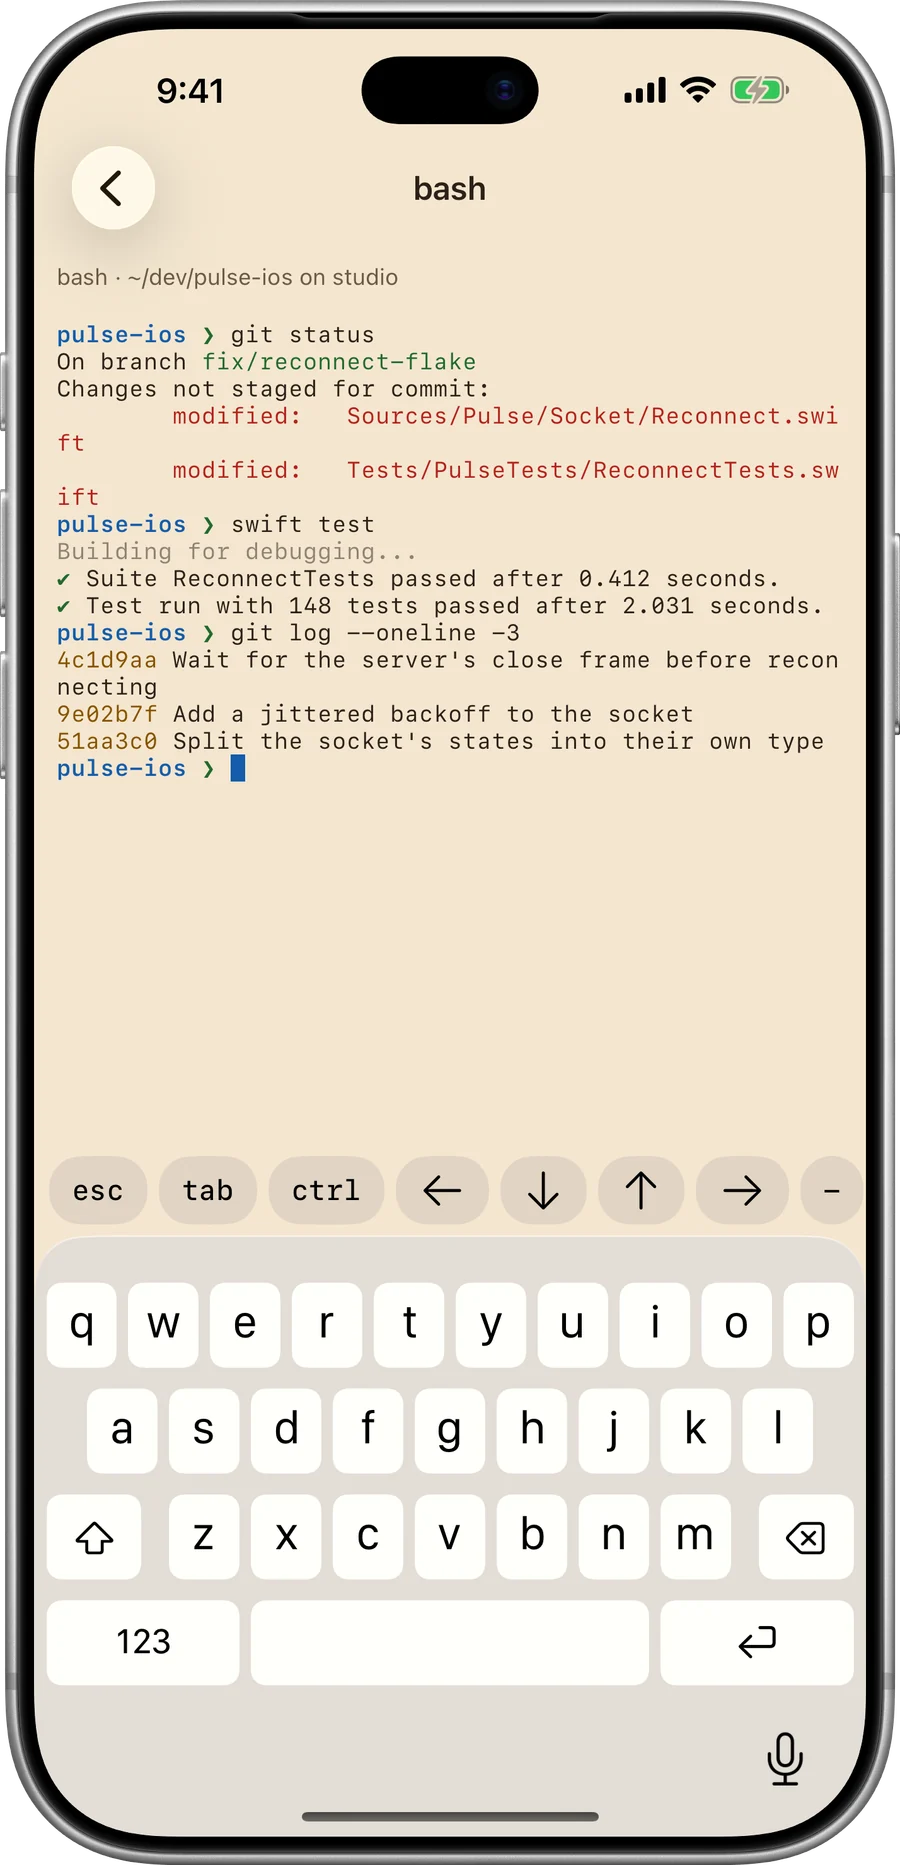 9:41
bash
bash · ~/dev/pulse-ios on studio
pulse-ios ❯ git status
On branch fix/reconnect-flake
Changes not staged for commit:
modified:   Sources/Pulse/Socket/Reconnect.swi
ft
modified:   Tests/PulseTests/ReconnectTests.sw
ift
pulse-ios ❯ swift test
Building for debugging...
✔ Suite ReconnectTests passed after 0.412 seconds.
✔ Test run with 148 tests passed after 2.031 seconds.
pulse-ios ❯ git log --oneline -3
4c1d9aa Wait for the server's close frame before recon
necting
9e02b7f Add a jittered backoff to the socket
51aa3c0 Split the socket's states into their own type
pulse-ios ❯
esc tab ctrl ← ↓ ↑ → -
q w e r t y u i o p
a s d f g h j k l
z x c v b n m
123